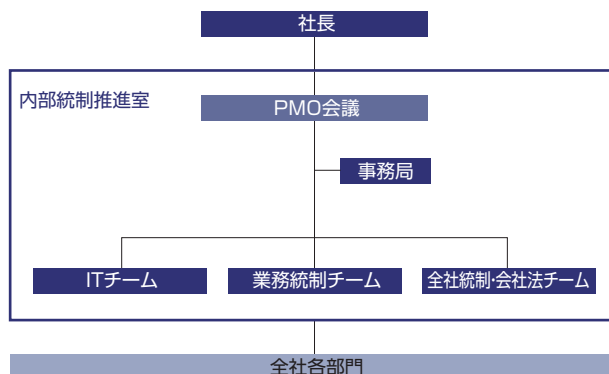 社長
内部統制推進室
PMO会議
事務局
ITチーム
業務統制チーム
全社統制・会社法チーム
全社各部門